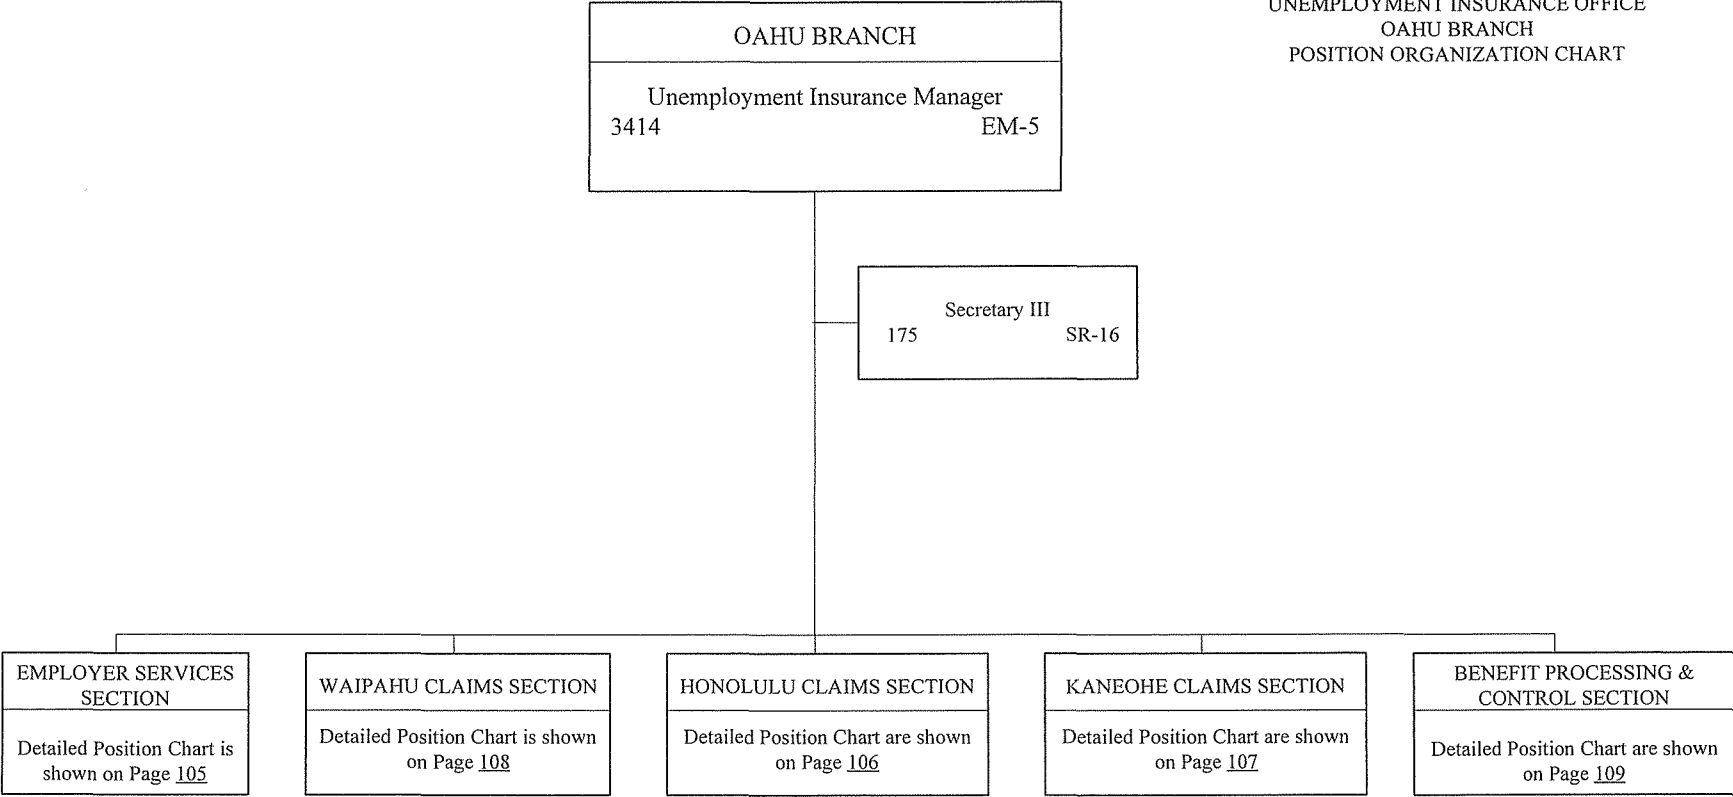 UNEMPLOYMENT INSURANCE OFFICE
OAHU BRANCH
POSITION ORGANIZATION CHART
OAHU BRANCH
Unemployment Insurance Manager
3414 EM-5
Secretary III
175 SR-16
EMPLOYER SERVICES
SECTION
Detailed Position Chart is
shown on Page 105
WAIPAHU CLAIMS SECTION
Detailed Position Chart is shown
on Page 108
HONOLULU CLAIMS SECTION
Detailed Position Chart are shown
on Page 106
KANEOHE CLAIMS SECTION
Detailed Position Chart are shown
on Page 107
BENEFIT PROCESSING &
CONTROL SECTION
Detailed Position Chart are shown
on Page 109